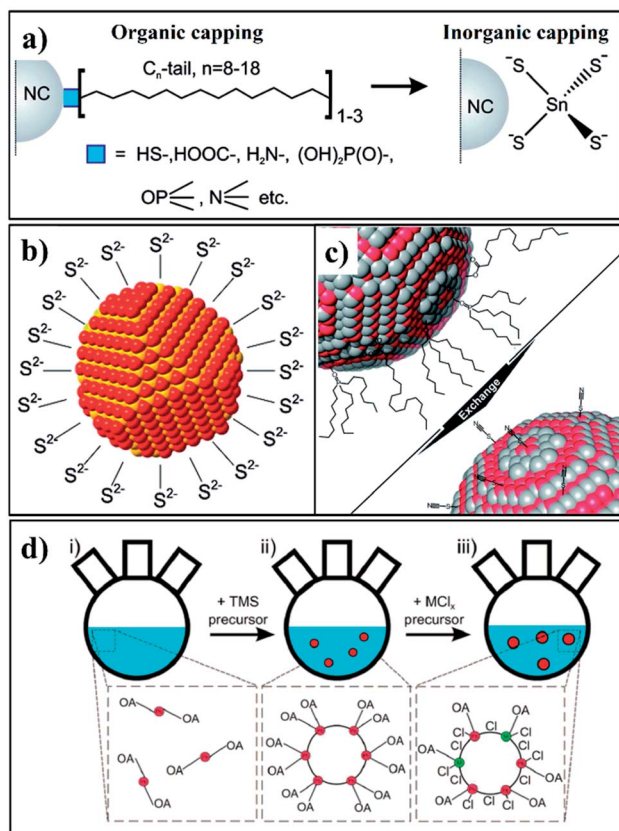 a)
Organic capping
Inorganic capping
C_n-tail, n=8-18
NC
1-3
= HS-,HOOC-, H₂N-, (OH)₂P(O)-,
OP , N etc.
NC
S⁻ S⁻
Sn
S⁻ S⁻
b)
S²⁻ S²⁻
S²⁻ S²⁻
S²⁻ S²⁻
S²⁻ S²⁻
S²⁻ S²⁻
S²⁻ S²⁻
S²⁻ S²⁻
S²⁻ S²⁻
S²⁻ S²⁻
c)
Exchange
d)
i) ii) iii)
+ TMS
precursor
+ MClₓ
precursor
OA OA
OA OA
OA OA
OA OA
OA OA
OA OA
OA OA
OA OA
OA OA
Cl Cl OA
Cl Cl
OA Cl
Cl Cl
Cl OA
Cl Cl
OA Cl Cl OA